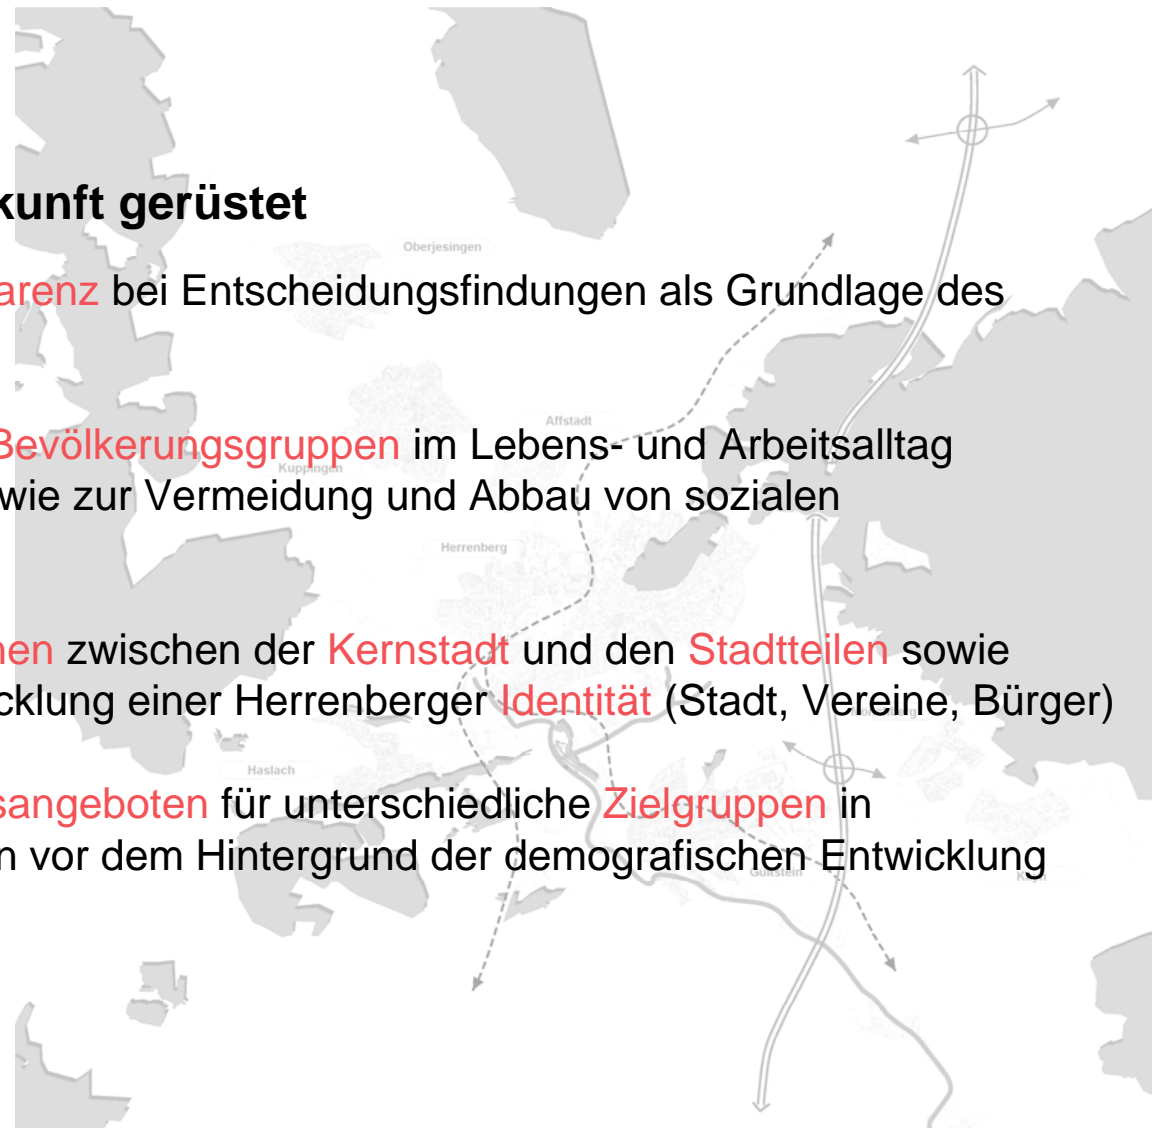 kunft gerüstet
Oberjesingen
arenz bei Entscheidungsfindungen als Grundlage des
Affstädt
Bevölkerungsgruppen im Lebens- und Arbeitsalltag
Kuppingen
wie zur Vermeidung und Abbau von sozialen
Herrenberg
nen zwischen der Kernstadt und den Stadtteilen sowie
cklung einer Herrenberger Identität (Stadt, Vereine, Bürger)
Haslach
sangeboten für unterschiedliche Zielgruppen in
n vor dem Hintergrund der demografischen Entwicklung
Gültstein